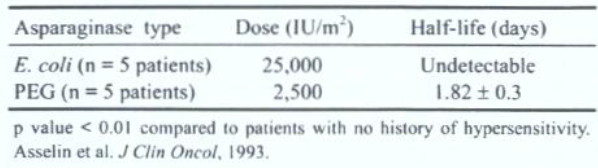 Asparaginase type Dose (IU/m²) Half-life (days)
E. coli (n = 5 patients) 25,000 Undetectable
PEG (n = 5 patients) 2,500 1.82 ± 0.3
p value < 0.01 compared to patients with no history of hypersensitivity.
Asselin et al. J Clin Oncol, 1993.